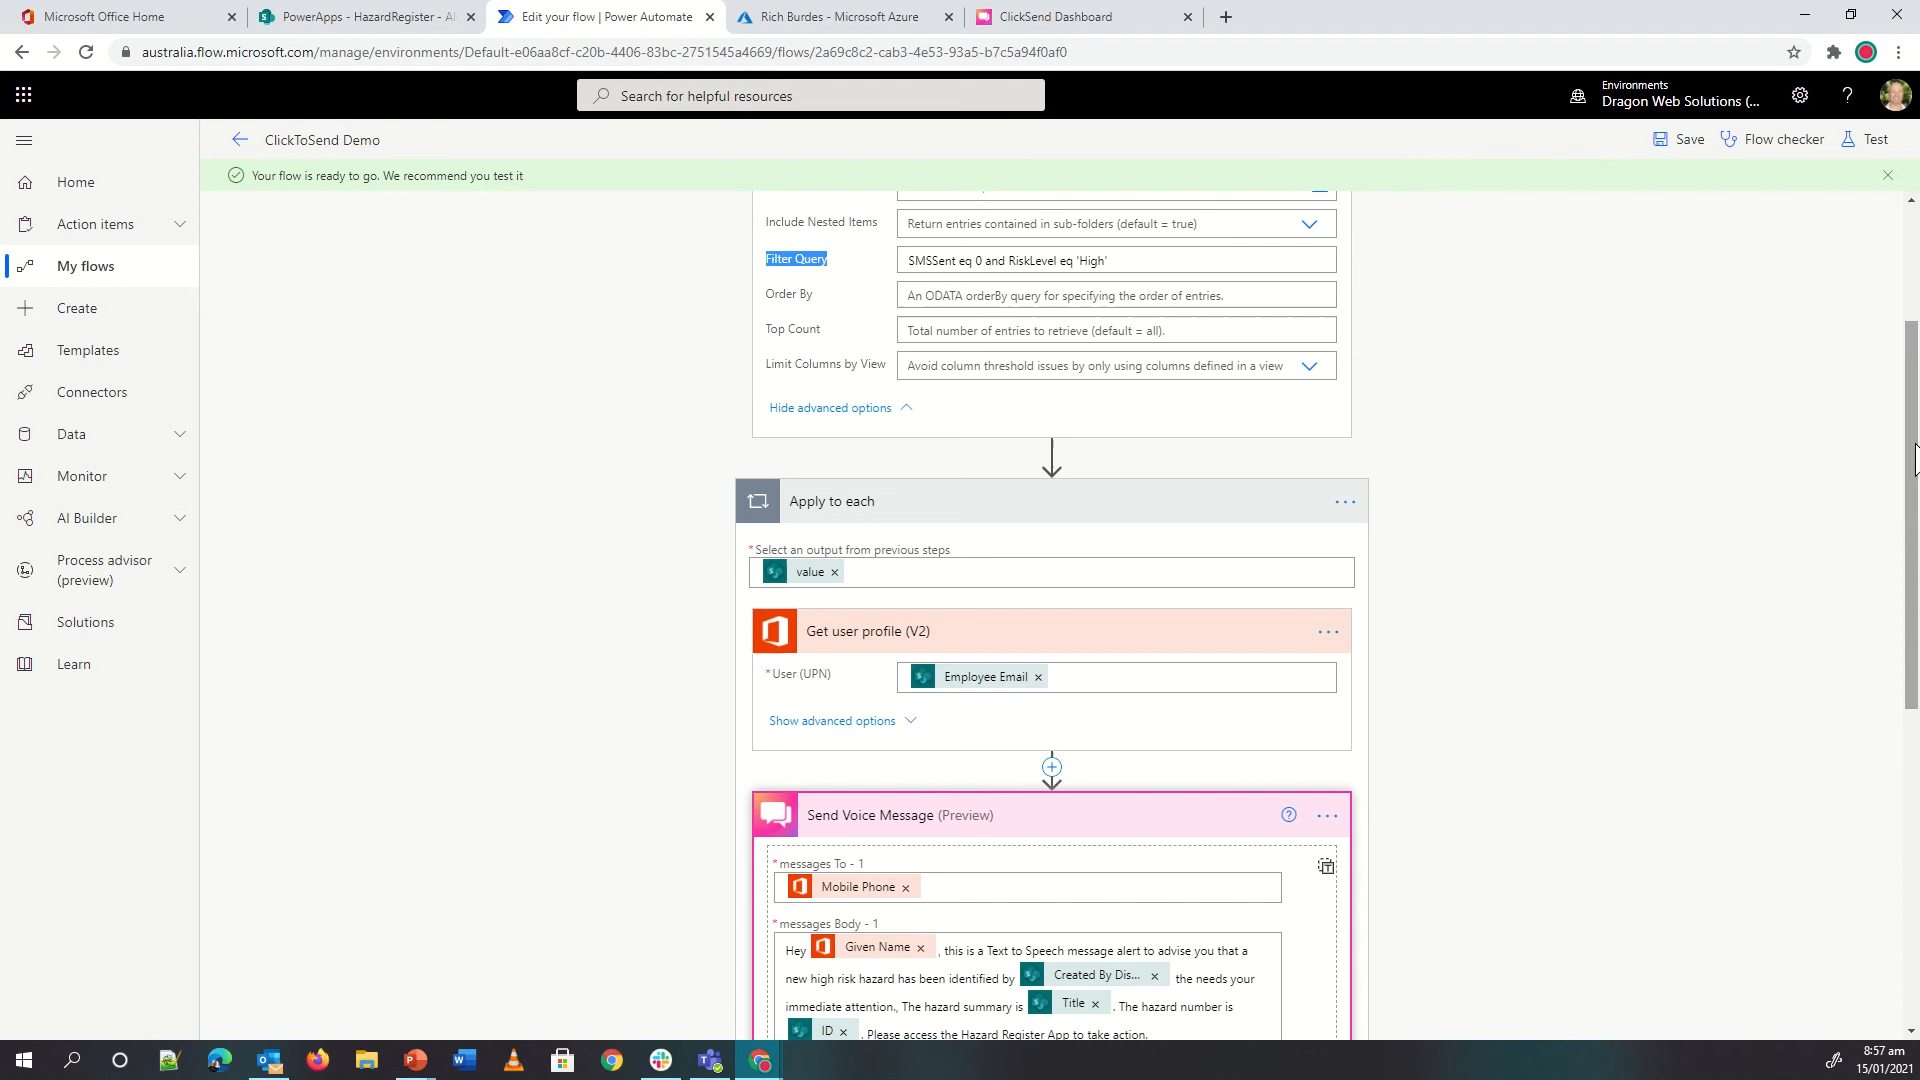 Microsoft Office Home
PowerApps - HazardRegister - Al
Edit your flow | Power Automate
Rich Burdes - Microsoft Azure
ClickSend Dashboard
australia.flow.microsoft.com/manage/environments/Default-e06aa8cf-c20b-4406-83bc-2751545a4669/flows/2a69c8c2-cab3-4e53-93a5-b7c5a94f0af0
Search for helpful resources
Environments
Dragon Web Solutions (...
ClickToSend Demo
Save
Flow checker
Test
Your flow is ready to go. We recommend you test it
Home
Action items
My flows
Create
Templates
Connectors
Data
Monitor
AI Builder
Process advisor
(preview)
Solutions
Learn
Include Nested Items
Return entries contained in sub-folders (default = true)
Filter Query
SMSSent eq 0 and RiskLevel eq 'High'
Order By
An ODATA orderBy query for specifying the order of entries.
Top Count
Total number of entries to retrieve (default = all).
Limit Columns by View
Avoid column threshold issues by only using columns defined in a view
Hide advanced options
Apply to each
* Select an output from previous steps
value
Get user profile (V2)
* User (UPN)
Employee Email
Show advanced options
Send Voice Message (Preview)
* messages To - 1
Mobile Phone
* messages Body - 1
Hey Given Name , this is a Text to Speech message alert to advise you that a
new high risk hazard has been identified by Created By Dis... the needs your
immediate attention., The hazard summary is Title . The hazard number is
ID . Please access the Hazard Register App to take action.
8:57 am
15/01/2021